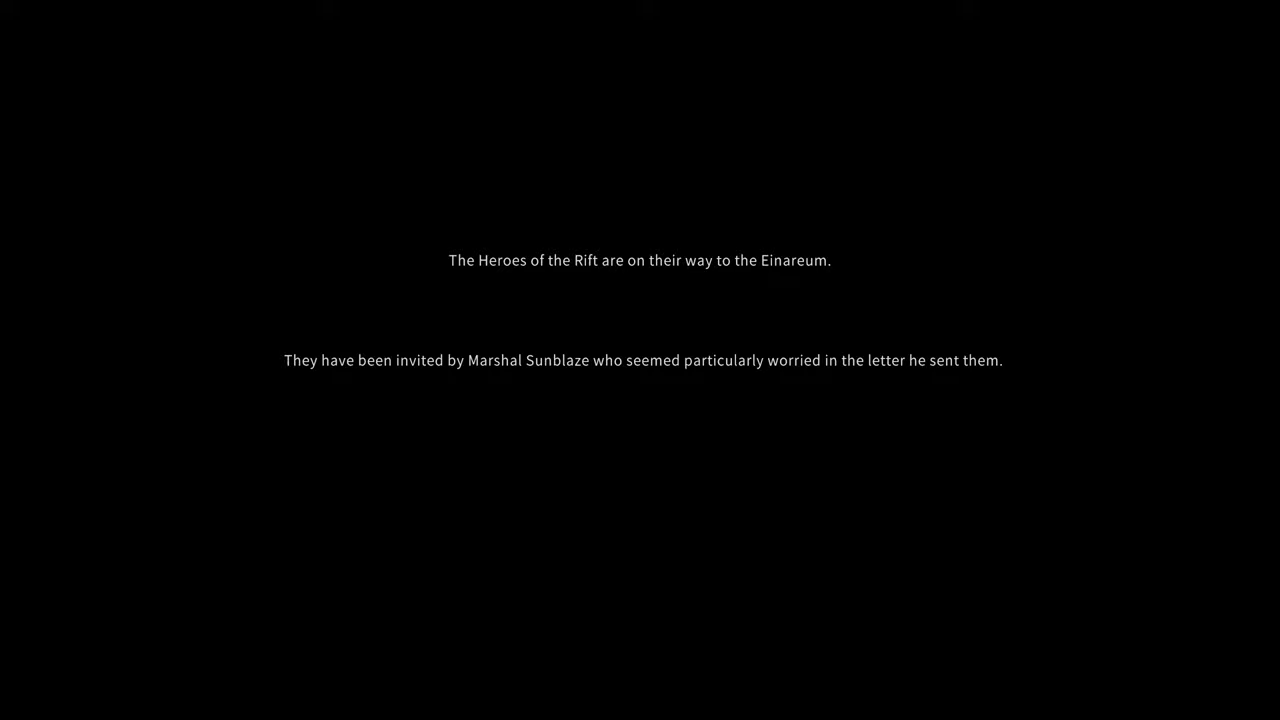 The Heroes of the Rift are on their way to the Einareum.
They have been invited by Marshal Sunblaze who seemed particularly worried in the letter he sent them.